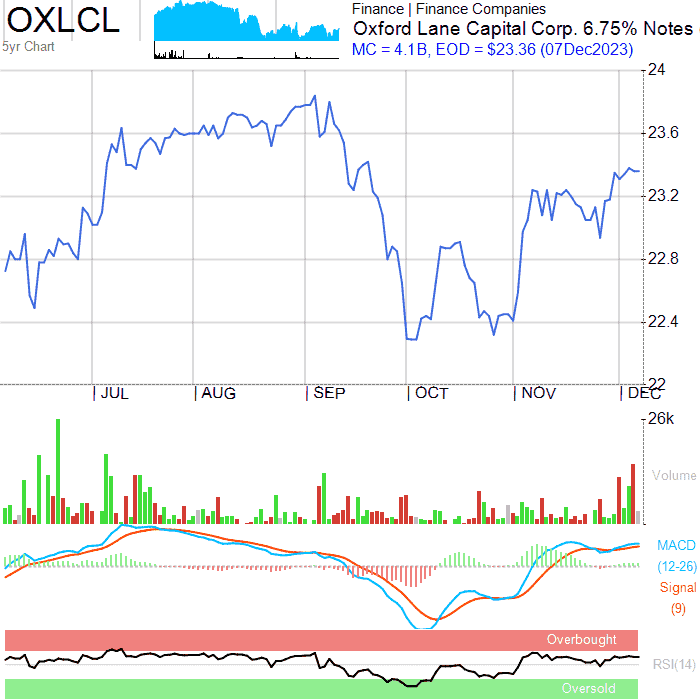 OXLCL
5yr Chart
Finance | Finance Companies
Oxford Lane Capital Corp. 6.75% Notes
MC = 4.1B, EOD = $23.36 (07Dec2023)
24
23.6
23.2
22.8
22.4
22
JUL AUG SEP OCT NOV DEC
26k
Volume
MACD
(12-26)
Signal
(9)
Overbought
RSI(14)
Oversold